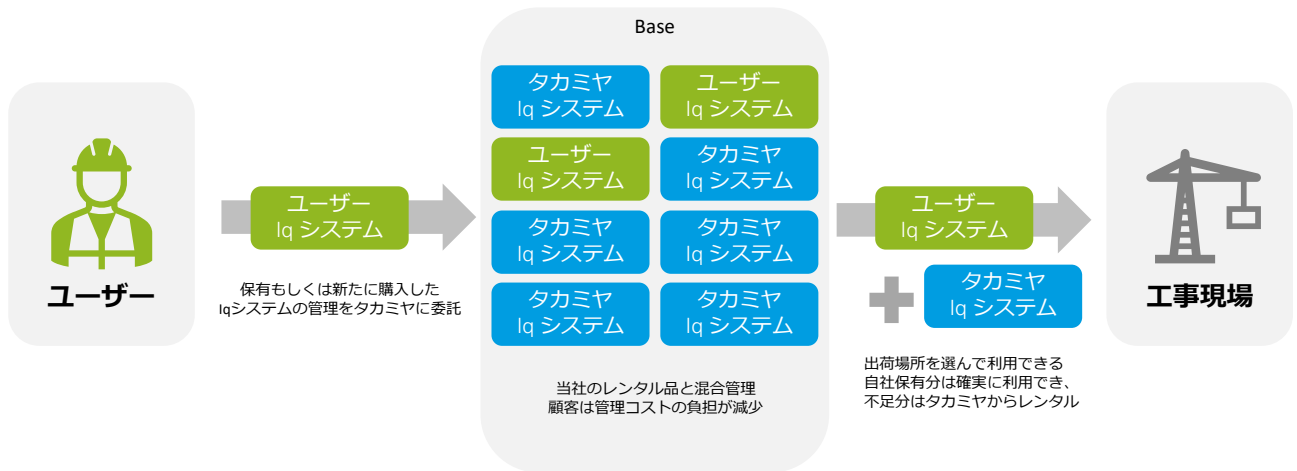 ユーザー
ユーザー
Iq システム
保有もしくは新たに購入した
Iqシステムの管理をタカミヤに委託
Base
タカミヤ
Iq システム
ユーザー
Iq システム
ユーザー
Iq システム
タカミヤ
Iq システム
タカミヤ
Iq システム
タカミヤ
Iq システム
タカミヤ
Iq システム
タカミヤ
Iq システム
当社のレンタル品と混合管理
顧客は管理コストの負担が減少
ユーザー
Iq システム
タカミヤ
Iq システム
出荷場所を選んで利用できる
自社保有分は確実に利用でき、
不足分はタカミヤからレンタル
工事現場